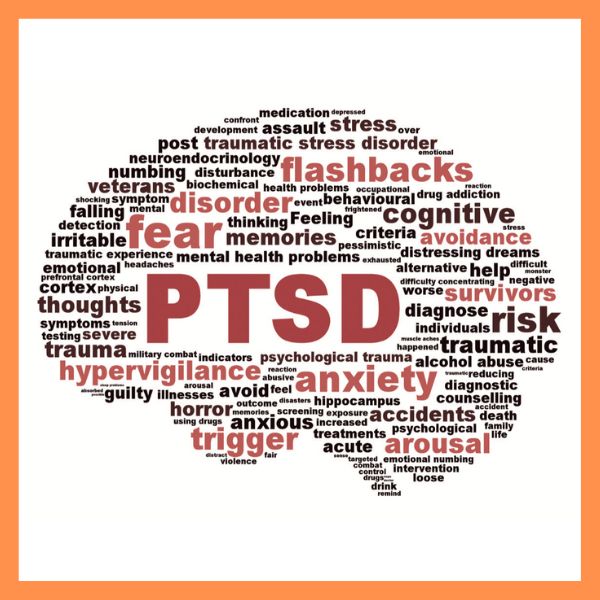 medication depressed
confront
development assault stress over
post traumatic stress disorder
emotional
neuroendocrinology
numbing disturbance flashbacks
veterans biochemical health problems occupational reaction
shocking symptom disorder event behavioural drug addiction
falling mental frightened
detection fear thinking Feeling cognitive
stress
irritable memories criteria avoidance
pessimistic
traumatic experience mental health problems exhausted distressing dreams
emotional headaches alternative help difficult
monster
prefrontal cortex
cortex physical difficulty concentrating negative
worse survivors
thoughts PTSD diagnose risk
symptoms tension individuals
testing severe muscle aches
happened traumatic
trauma military combat indicators psychological trauma alcohol abuse cause
criteria
hypervigilance reaction anxiety traumatic reducing
abusive
sleep problems arousal diagnostic
absorbed guilty illnesses avoid feel counselling
outcome disasters hippocampus accident
horror memories screening exposure accidents death
using drugs anxious increased psychological family
life
trigger treatments
acute arousal
distract fair sense targeted emotional numbing
violence combat intervention
control
drugs loose
drink
remind